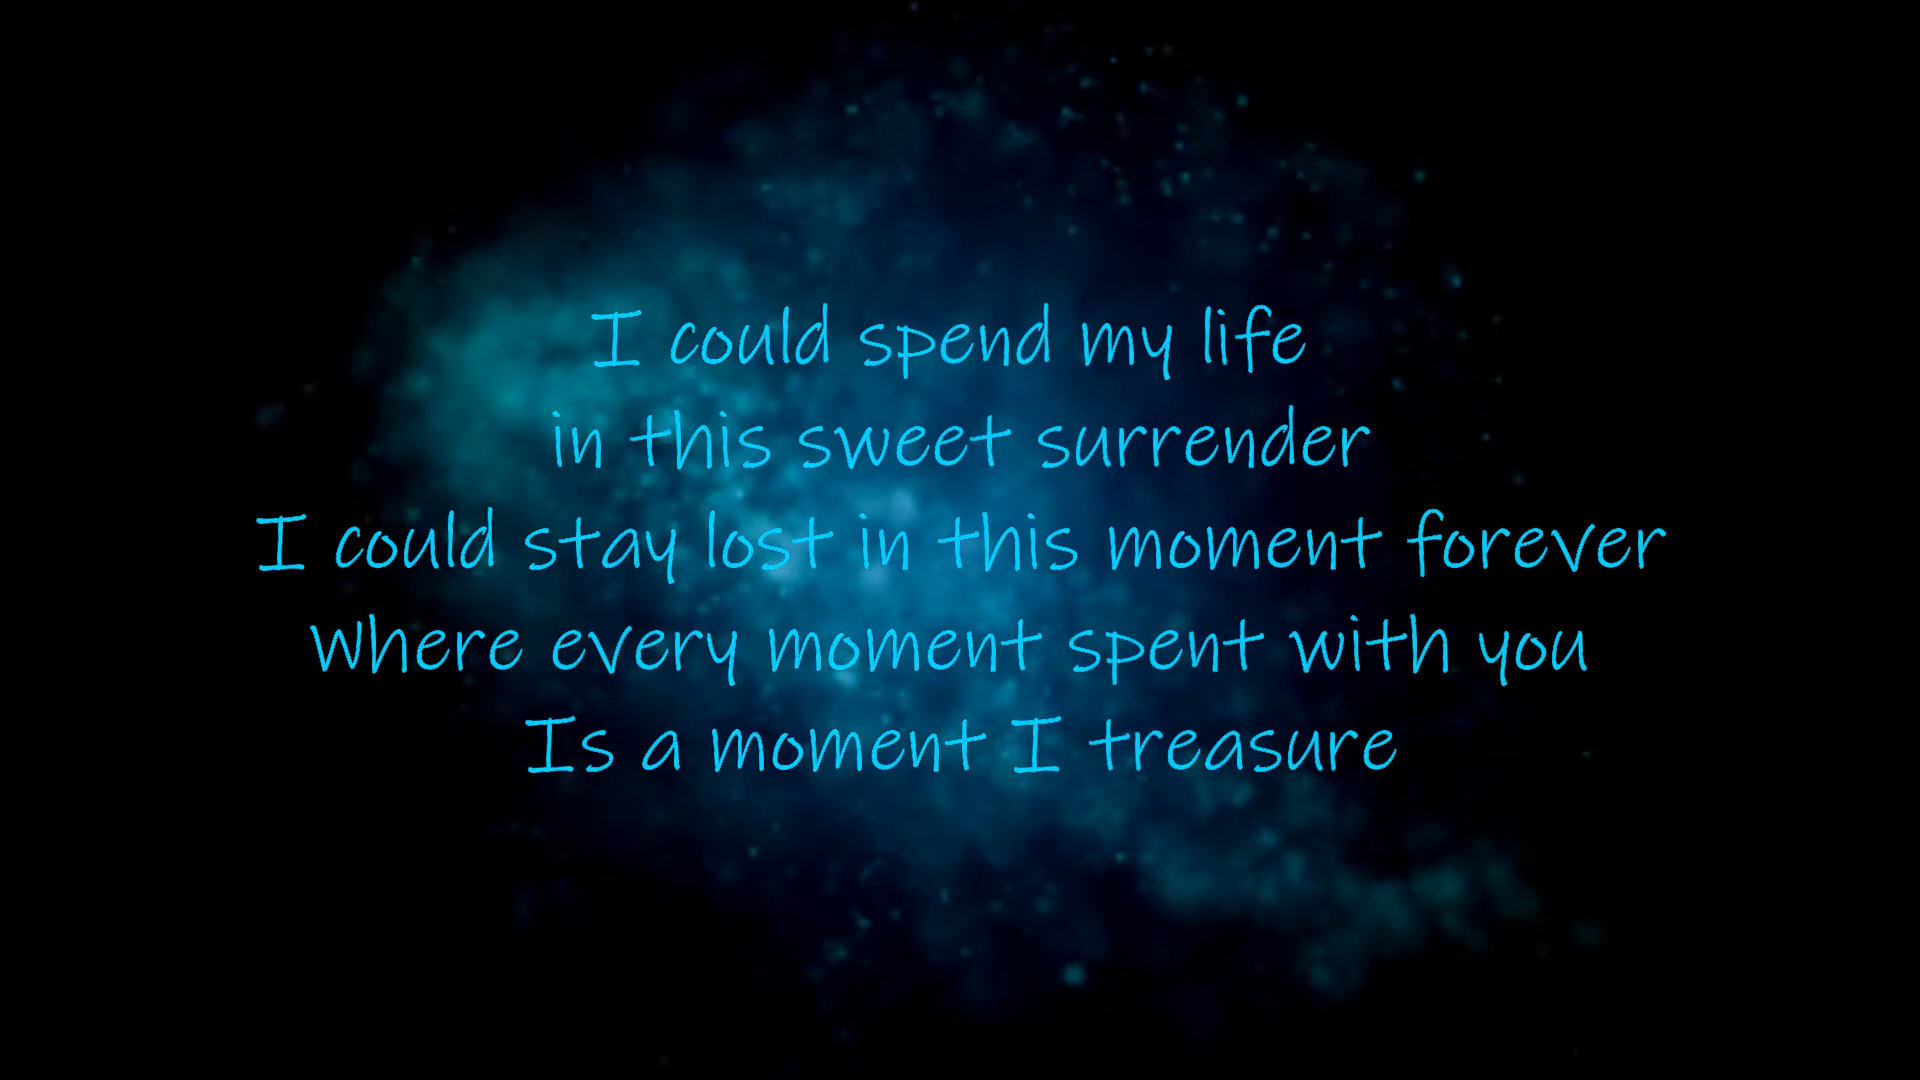 I could spend my life
in this sweet surrender
I could stay lost in this moment forever
Where every moment spent with you
Is a moment I treasure